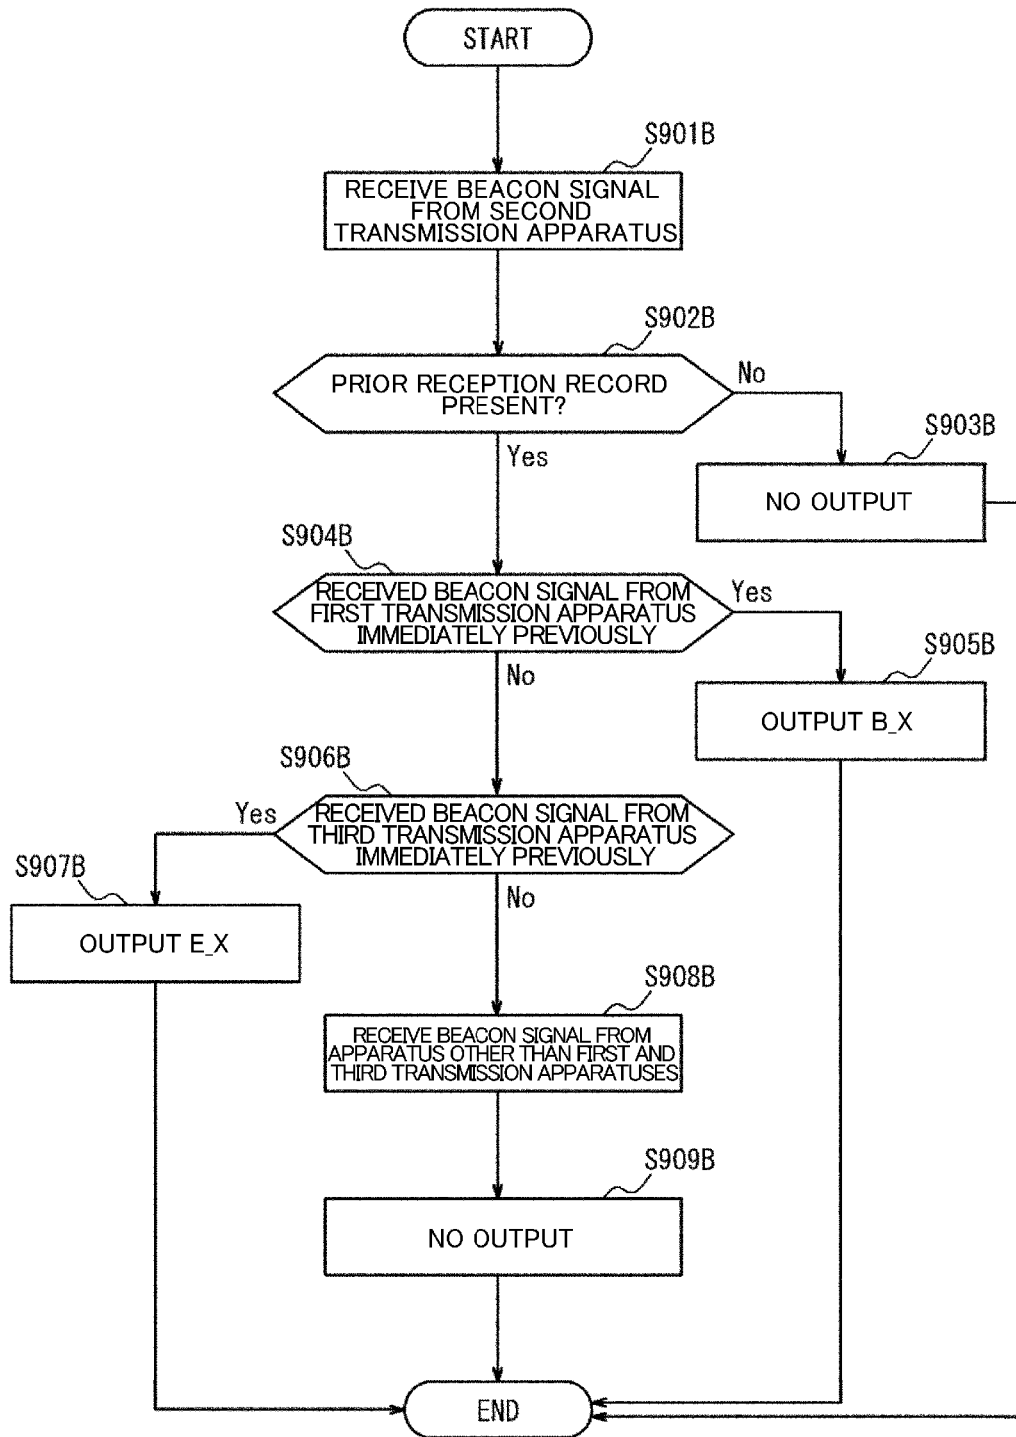 START
S901B
RECEIVE BEACON SIGNAL
FROM SECOND
TRANSMISSION APPARATUS
S902B
PRIOR RECEPTION RECORD
PRESENT?
No
Yes
S903B
NO OUTPUT
S904B
RECEIVED BEACON SIGNAL FROM
FIRST TRANSMISSION APPARATUS
IMMEDIATELY PREVIOUSLY
Yes
No
S905B
OUTPUT B_X
S906B
RECEIVED BEACON SIGNAL FROM
THIRD TRANSMISSION APPARATUS
IMMEDIATELY PREVIOUSLY
Yes
No
S907B
OUTPUT E_X
S908B
RECEIVE BEACON SIGNAL FROM
APPARATUS OTHER THAN FIRST AND
THIRD TRANSMISSION APPARATUSES
S909B
NO OUTPUT
END